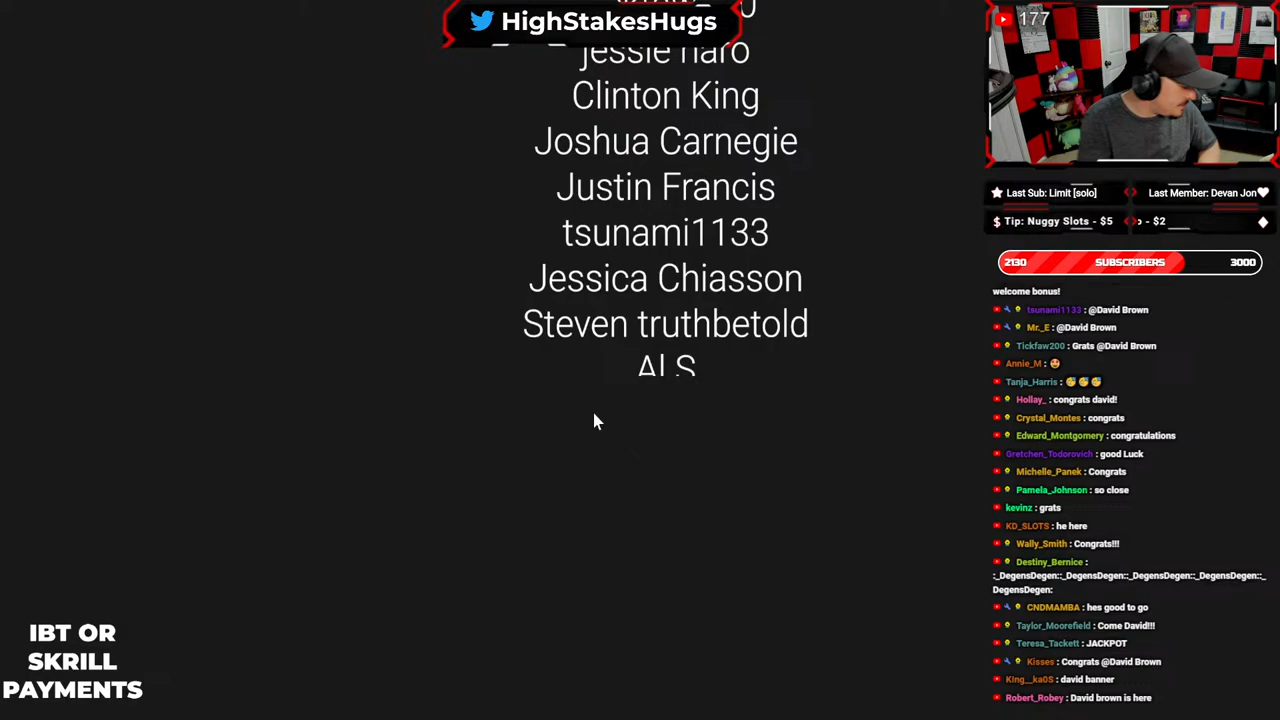 HighStakesHugs
jessie haro
Clinton King
Joshua Carnegie
Justin Francis
tsunami1133
Jessica Chiasson
Steven truthbetold
ALS
IBT OR
SKRILL
PAYMENTS
177
Last Sub: Limit [solo]
Last Member: Devan Jon
$ Tip: Nuggy Slots - $5
- $2
2130 SUBSCRIBERS 3000
welcome bonus!
tsunami1133 : @David Brown
Mr._E : @David Brown
Tickfaw200 : Grats @David Brown
Annie_M :
Tanja_Harris :
Hollay_ : congrats david!
Crystal_Montes : congrats
Edward_Montgomery : congratulations
Gretchen_Todorovich : good Luck
Michelle_Panek : Congrats
Pamela_Johnson : so close
kevinz : grats
KD_SLOTS : he here
Wally_Smith : Congrats!!!
Destiny_Bernice :
:_DegensDegen::_DegensDegen::_DegensDegen::_DegensDegen::_
DegensDegen:
CNDMAMBA : hes good to go
Taylor_Moorefield : Come David!!!
Teresa_Tackett : JACKPOT
Kisses : Congrats @David Brown
KIng__ka0S : david banner
Robert_Robey : David brown is here